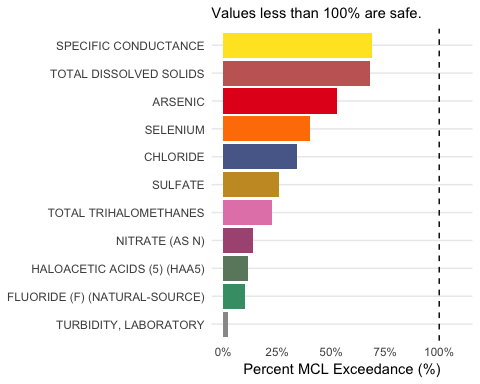 Values less than 100% are safe.
SPECIFIC CONDUCTANCE
TOTAL DISSOLVED SOLIDS
ARSENIC
SELENIUM
CHLORIDE
SULFATE
TOTAL TRIHALOMETHANES
NITRATE (AS N)
HALOACETIC ACIDS (5) (HAA5)
FLUORIDE (F) (NATURAL-SOURCE)
TURBIDITY, LABORATORY
0% 25% 50% 75% 100%
Percent MCL Exceedance (%)